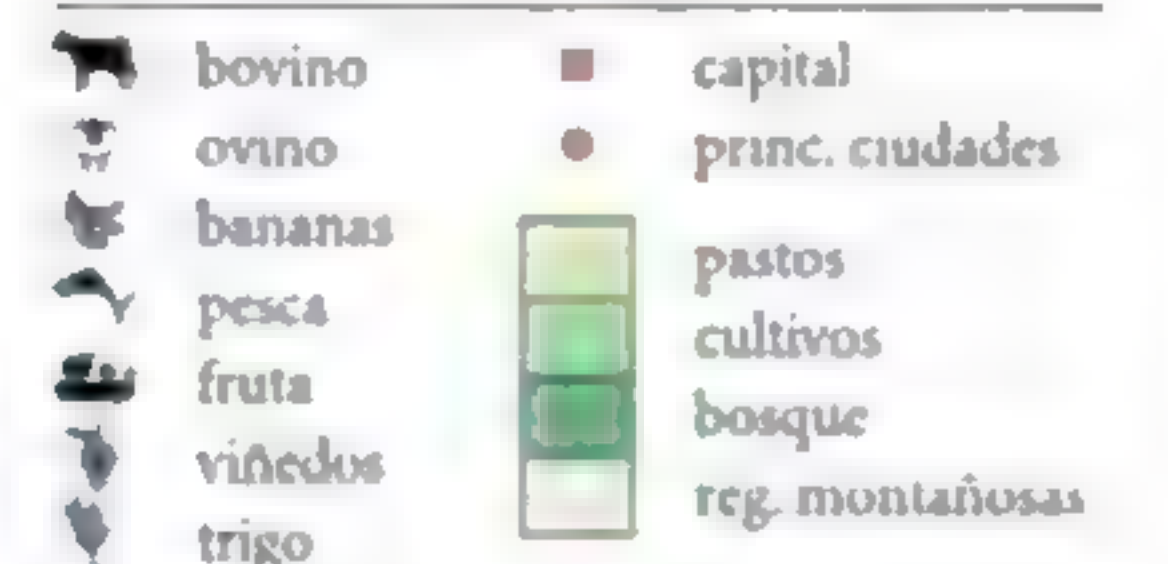 bovino
ovino
bananas
pesca
fruta
viñedos
trigo
capital
princ. ciudades
pastos
cultivos
bosque
reg. montañosas